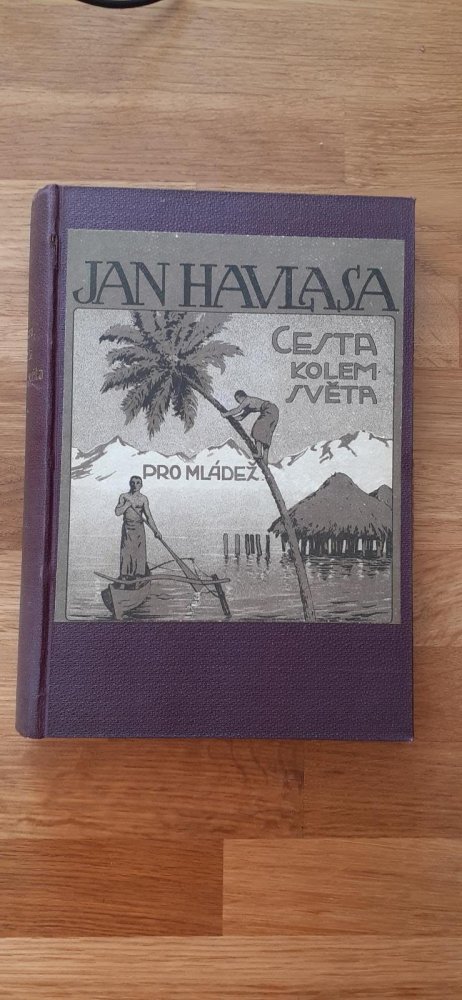 JAN HAVLASA
CESTA
KOLEM
SVĚTA
PRO MLÁDEŽ